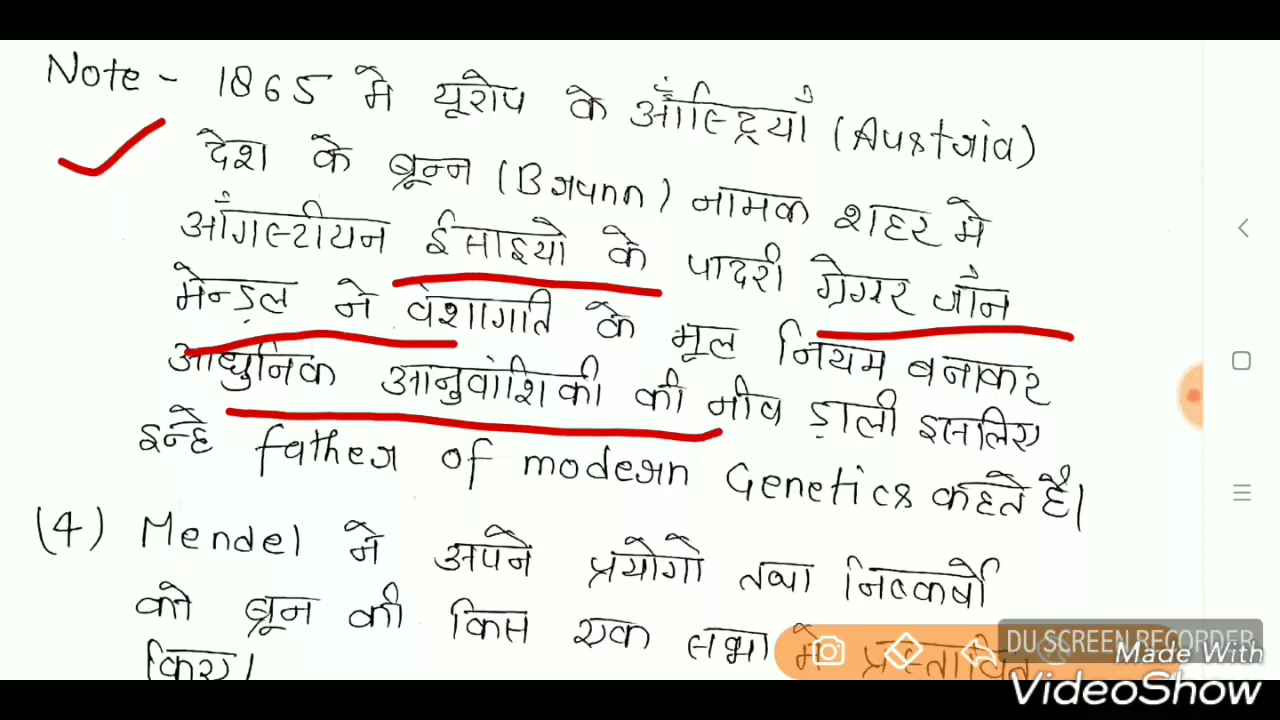 Note - 1865 मे यूरोप के ऑस्ट्रियाँ (Austria)
देश के ब्रून्न (Brunn) नामक शहर मे
ऑगस्टीयन ईसाइयो के पादरी ग्रेगर जौन
मेन्ड़ल ने वंशागति के मूल नियम बनाकर
आधुनिक आनुवांशिकी की नीव ड़ाली इसलिए
इन्हे father of modern Genetics कहते है।
(4) Mendel ने अपने प्रयोगो तथा निष्कर्षो
को ब्रून की किस एक सभा मे प्रस्तावित
किए।
DU SCREEN RECORDER
Made With
VideoShow